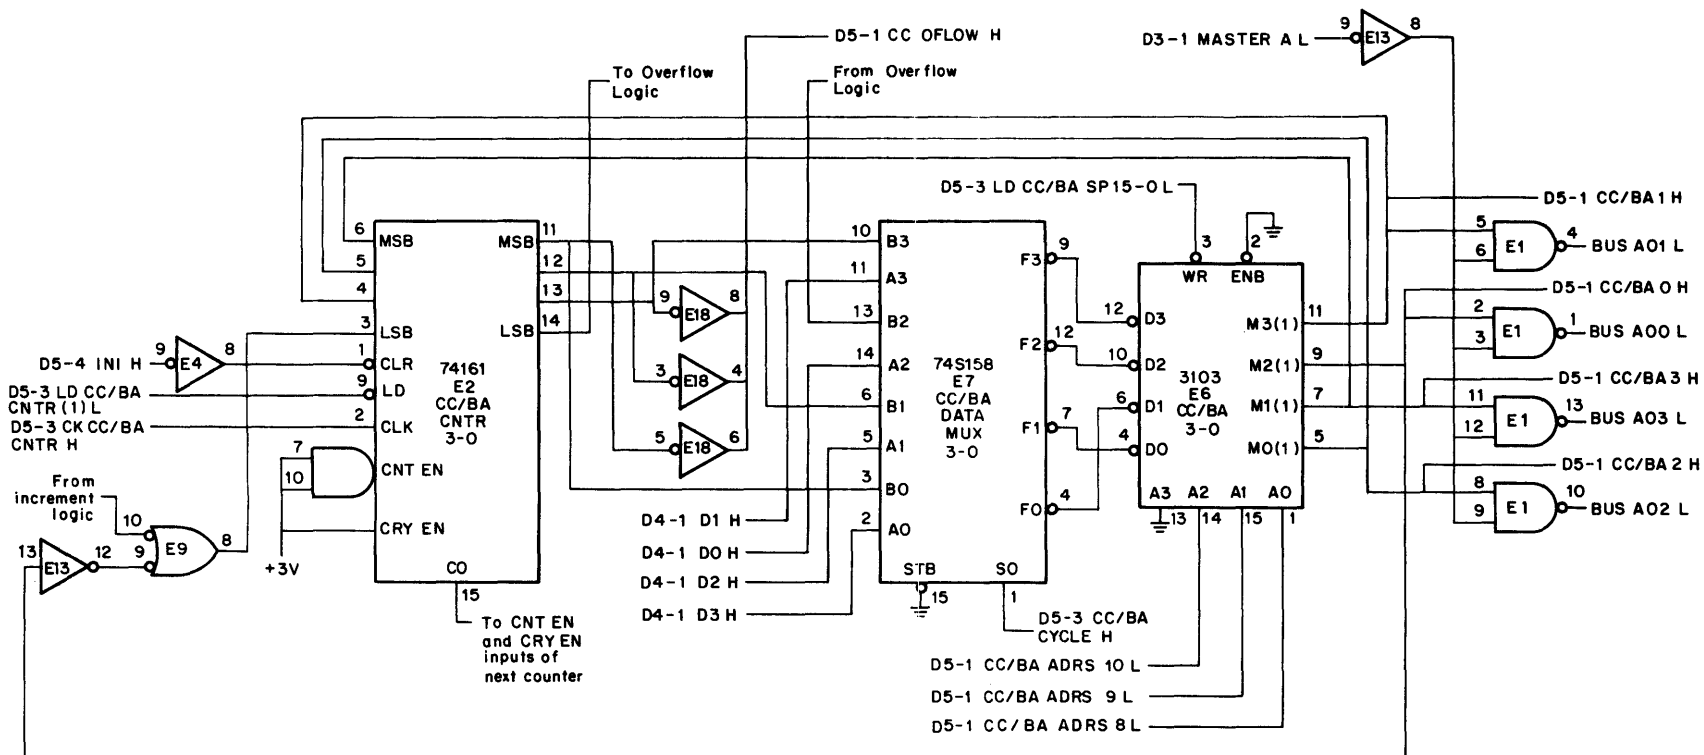 D5-1 CC OFLOW H
D3-1 MASTER A L
9
E13
8
To Overflow
Logic
From Overflow
Logic
D5-3 LD CC/BA SP15-0 L
D5-1 CC/BA 1 H
6
MSB
5
4
3
LSB
1
CLR
9
LD
2
CLK
7
10
CNT EN
CRY EN
CO
15
MSB
11
12
13
LSB
14
74161
E2
CC/BA
CNTR
3-0
D5-4 INI H
9
E4
8
D5-3 LD CC/BA
CNTR (1) L
D5-3 CK CC/BA
CNTR H
From
increment
logic
10
9
E9
8
13
E13
12
+3V
To CNT EN
and CRY EN
inputs of
next counter
9
E18
8
3
E18
4
5
E18
6
D4-1 D1 H
D4-1 D0 H
D4-1 D2 H
D4-1 D3 H
10
B3
11
A3
13
B2
14
A2
6
B1
5
A1
3
B0
2
A0
F3
9
F2
12
F1
7
F0
4
74S158
E7
CC/BA
DATA
MUX
3-0
STB
15
S0
1
D5-3 CC/BA
CYCLE H
3
WR
2
ENB
12
D3
10
D2
6
D1
4
D0
3103
E6
CC/BA
3-0
M3(1)
11
M2(1)
9
M1(1)
7
M0(1)
5
A3
A2
A1
A0
13
14
15
1
D5-1 CC/BA ADRS 10 L
D5-1 CC/BA ADRS 9 L
D5-1 CC/BA ADRS 8 L
5
6
E1
4
BUS A01 L
D5-1 CC/BA 0 H
2
3
E1
1
BUS A00 L
D5-1 CC/BA 3 H
11
12
E1
13
BUS A03 L
D5-1 CC/BA 2 H
8
9
E1
10
BUS A02 L